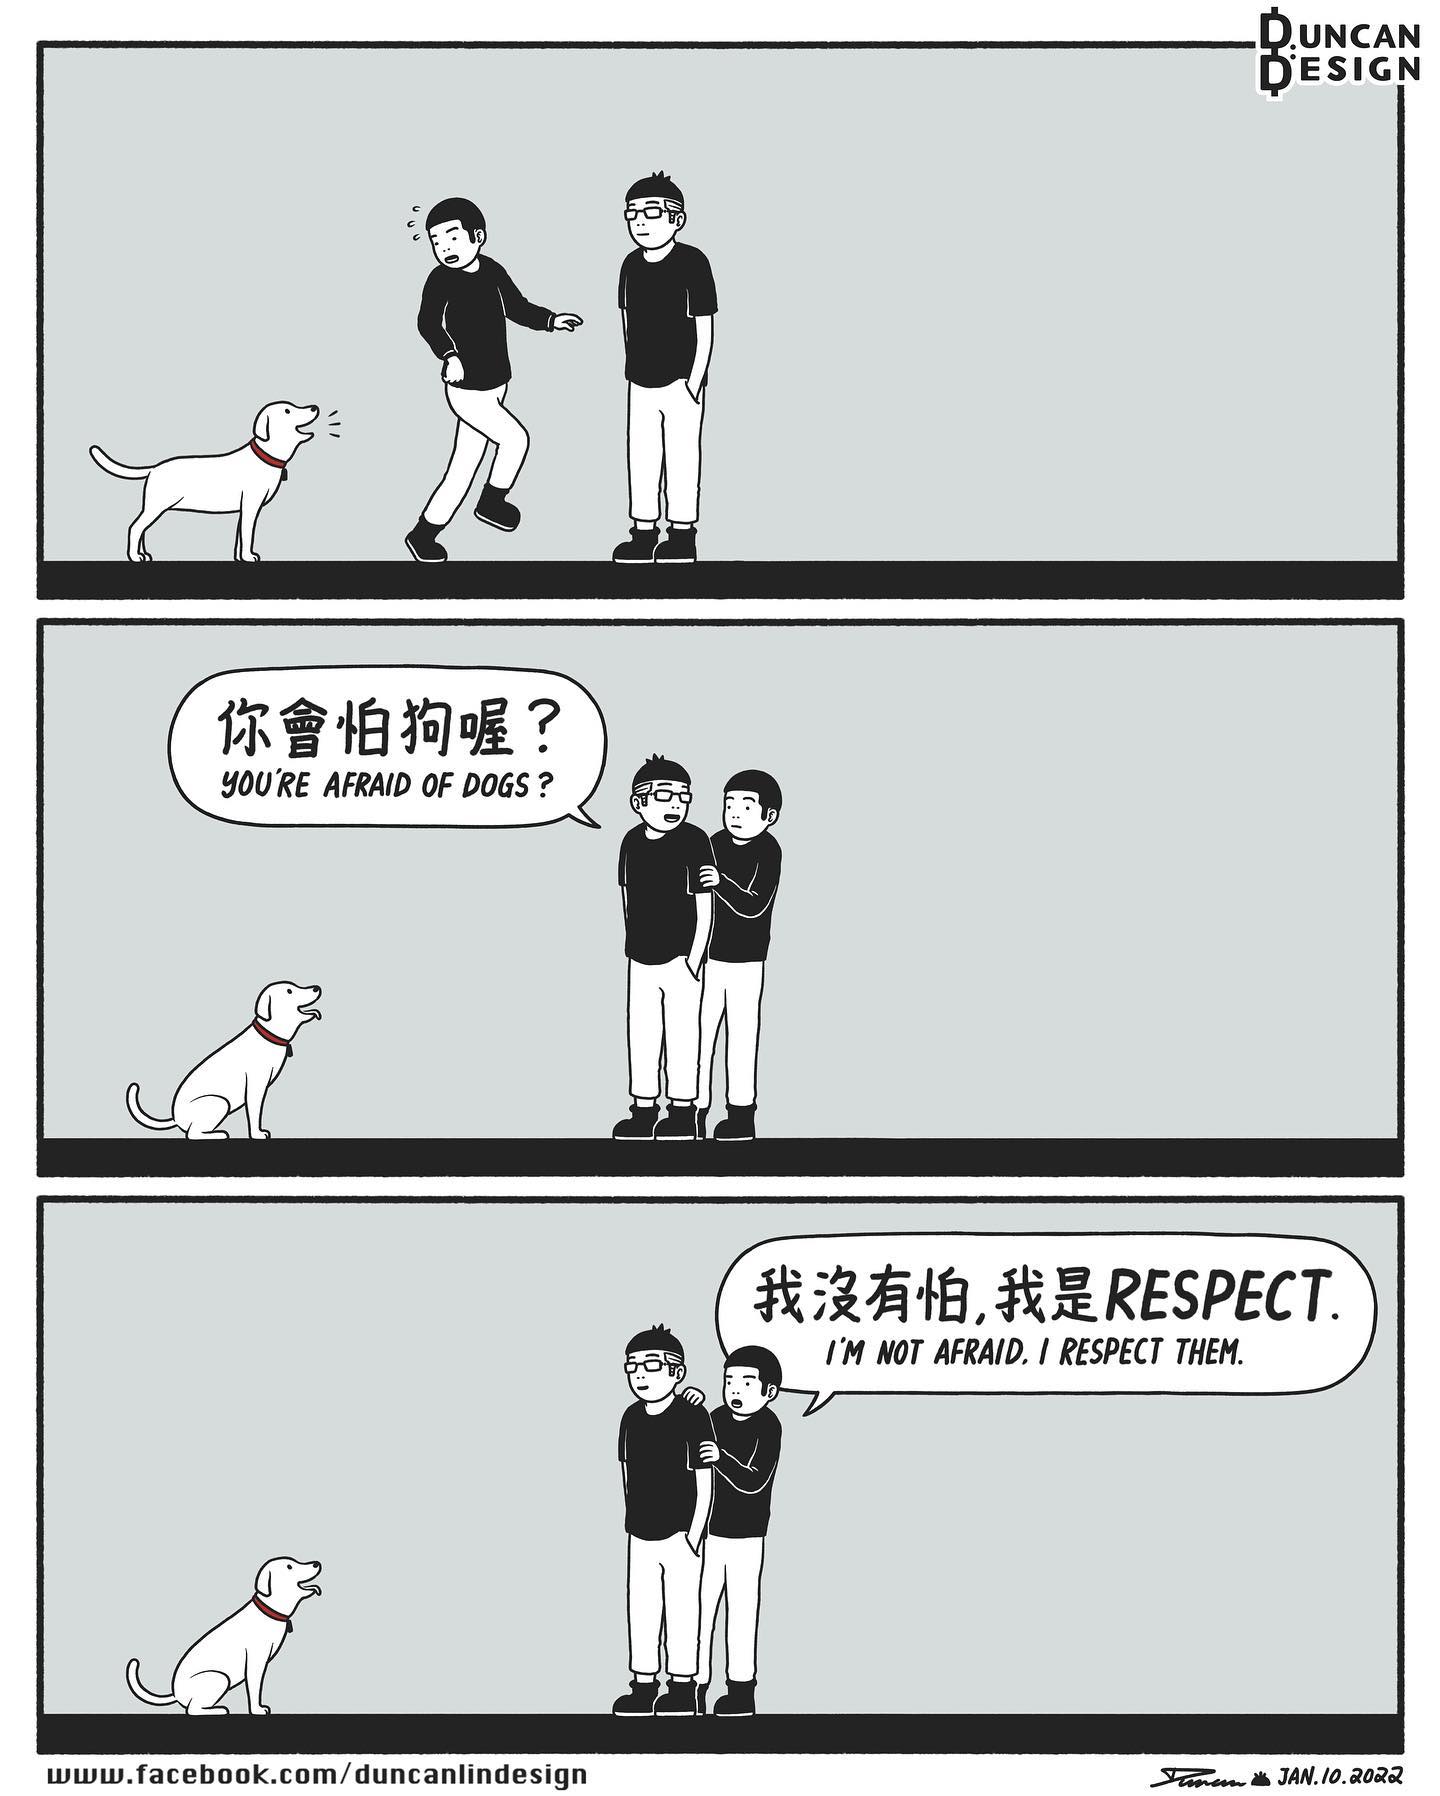 DUNCAN
DESIGN
你會怕狗喔？
YOU'RE AFRAID OF DOGS?
我沒有怕,我是RESPECT.
I'M NOT AFRAID. I RESPECT THEM.
www.facebook.com/duncanlindesign
Duncan JAN.10.2022